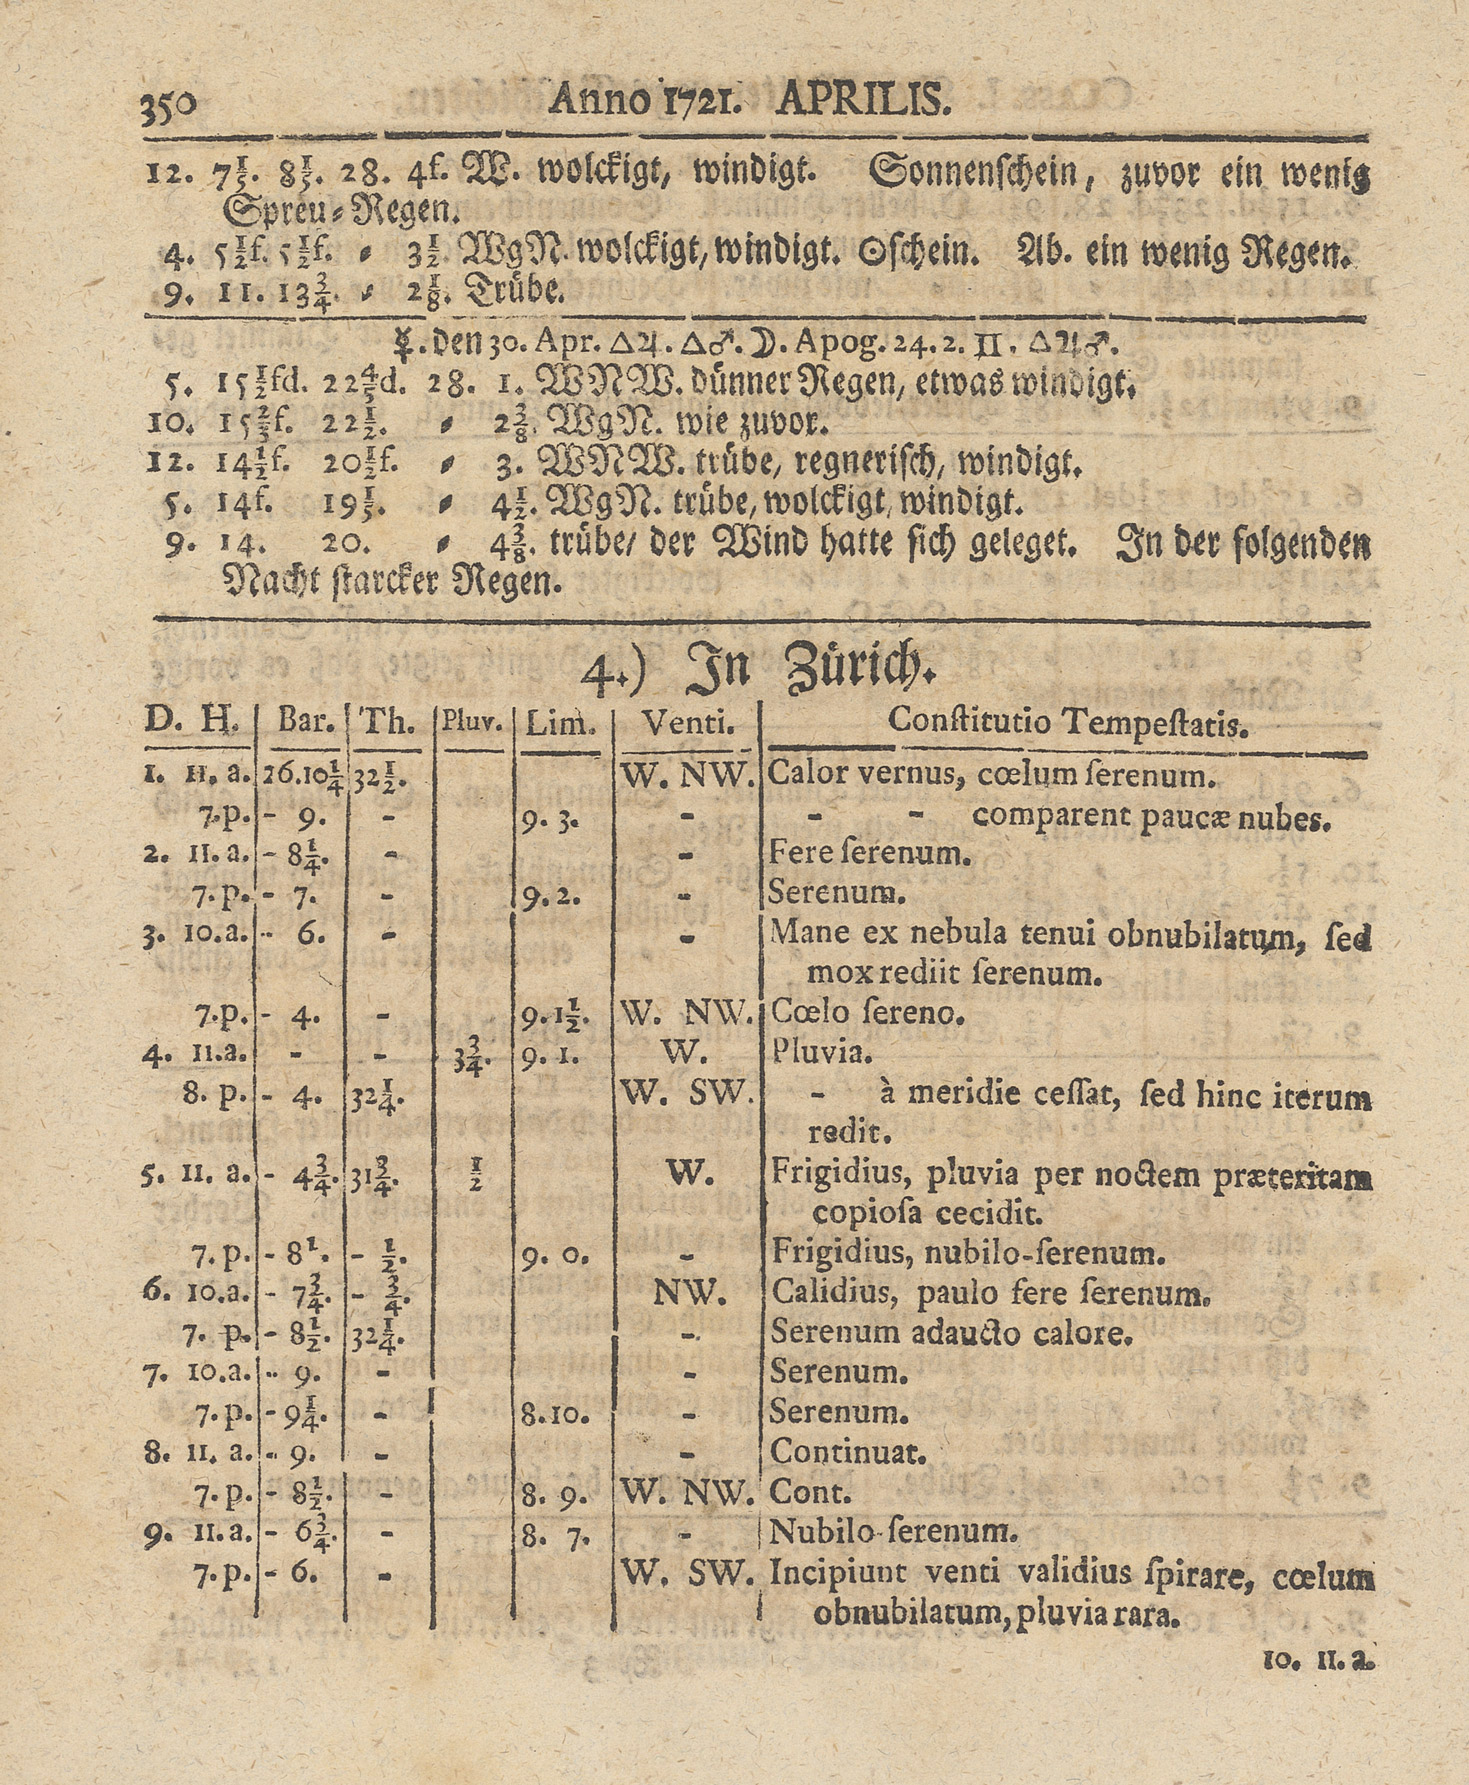 350 Anno 1721. APRILIS.
12. 7⅕. 8⅕. 28. 4f. W. wolckigt, windigt. Sonnenſchein, zuvor ein wenig
Spreu-Regen.
4. 5½f. 5½f. 〃 3½ WgN. wolckigt, windigt. ☉ſchein. Ab. ein wenig Regen.
9. 11. 13¾. 〃 2⅛. Trübe.
☿. den 30. Apr. △♃. △♂. ☽. Apog. 24. 2. ♊. △♃♂.
5. 15½fd. 22⅘d. 28. 1. WNW. dünner Regen, etwas windigt.
10. 15⅔f. 22½. 〃 2⅜. WgN. wie zuvor.
12. 14½f. 20½f. 〃 3. WNW. trübe, regneriſch, windigt.
5. 14f. 19⅕. 〃 4½. WgN. trübe, wolckigt, windigt.
9. 14. 20. 〃 4⅜. trübe/ der Wind hatte ſich geleget. In der folgenden
Nacht ſtarcker Regen.
4.) In Zürich.
D. H. Bar. Th. Pluv. Lim. Venti. Conſtitutio Tempeſtatis.
1. 11. a. 26.10¼ 32½. W. NW. Calor vernus, cœlum ſerenum.
7.p. - 9. - 9. 3. - - - comparent paucæ nubes.
2. 11.a. - 8¼. - - Fere ſerenum.
7.p. - 7. - 9. 2. - Serenum.
3. 10.a. - 6. - - Mane ex nebula tenui obnubilatum, ſed
mox rediit ſerenum.
7.p. - 4. - 9. 1½. W. NW. Cœlo ſereno.
4. 11.a. - - 3¾. 9. 1. W. Pluvia.
8. p. - 4. 32¼. W. SW. - à meridie ceſſat, ſed hinc iterum
redit.
5. 11. a. - 4¾. 31¾. ½ W. Frigidius, pluvia per noctem præteritam
copioſa cecidit.
7. p. - 8¹. - ½. 9. 0. - Frigidius, nubilo-ſerenum.
6. 10.a. - 7¾. - ¾. NW. Calidius, paulo fere ſerenum.
7. p. - 8½. 32¼. - Serenum adaucto calore.
7. 10.a. - 9. - - Serenum.
7.p. - 9¼. - 8.10. - Serenum.
8. 11. a. - 9. - - Continuat.
7.p. - 8½. - 8. 9. W. NW. Cont.
9. 11.a. - 6¾. - 8. 7. - Nubilo-ſerenum.
7.p. - 6. - W. SW. Incipiunt venti validius ſpirare, cœlum
obnubilatum, pluvia rara.
10. 11. a.